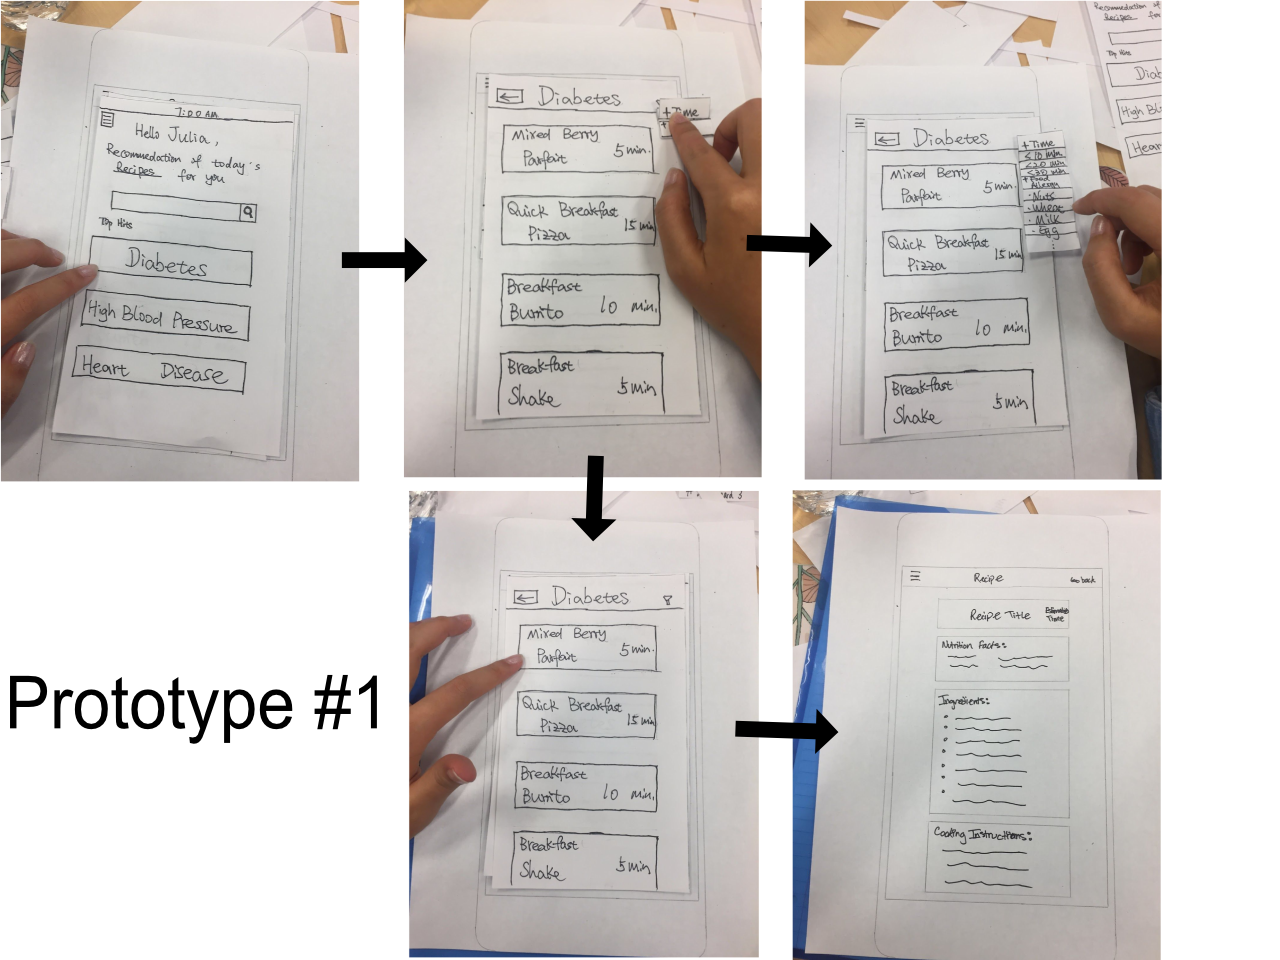 7:00 AM
Hello Julia,
Recommedation of today's
Recipes for you
Top Hits
Diabetes
High Blood Pressure
Heart Disease
Diabetes
+ Time
+
Mixed Berry
Parfait 5 min.
Quick Breakfast
Pizza 15 min
Breakfast
Burrito 10 min.
Breakfast
Shake 5 min
Recommedation of
Recipes for
Top Hits
Diab
High Bl
Hear
Diabetes
+ Time
< 10 min.
< 20 min
< 30 min
+ Food
Allergy
· Nuts
· Wheat
· Milk
· Egg
Mixed Berry
Parfait 5 min.
Quick Breakfast
Pizza 15 min
Breakfast
Burrito 10 min.
Breakfast
Shake 5 min
Diabetes
Mixed Berry
Parfait 5 min.
Quick Breakfast
Pizza 15 min
Breakfast
Burrito 10 min.
Breakfast
Shake 5 min
Recipe Go back
Recipe Title
Time
Nutrition Facts:
Ingredients:
Cooking Instructions:
Prototype #1